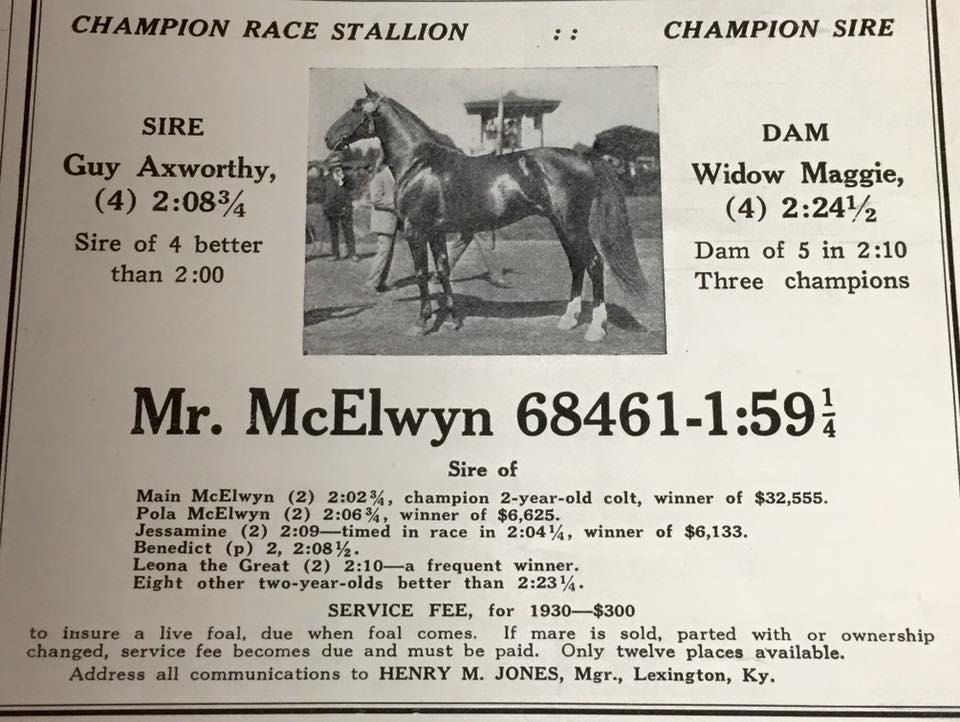 CHAMPION RACE STALLION :: CHAMPION SIRE
SIRE
Guy Axworthy,
(4) 2:08¾
Sire of 4 better
than 2:00
DAM
Widow Maggie,
(4) 2:24½
Dam of 5 in 2:10
Three champions
Mr. McElwyn 68461-1:59¼
Sire of
Main McElwyn (2) 2:02¾, champion 2-year-old colt, winner of $32,555.
Pola McElwyn (2) 2:06¾, winner of $6,625.
Jessamine (2) 2:09—timed in race in 2:04¼, winner of $6,133.
Benedict (p) 2, 2:08½.
Leona the Great (2) 2:10—a frequent winner.
Eight other two-year-olds better than 2:23¼.
SERVICE FEE, for 1930—$300
to insure a live foal, due when foal comes. If mare is sold, parted with or ownership
changed, service fee becomes due and must be paid. Only twelve places available.
Address all communications to HENRY M. JONES, Mgr., Lexington, Ky.